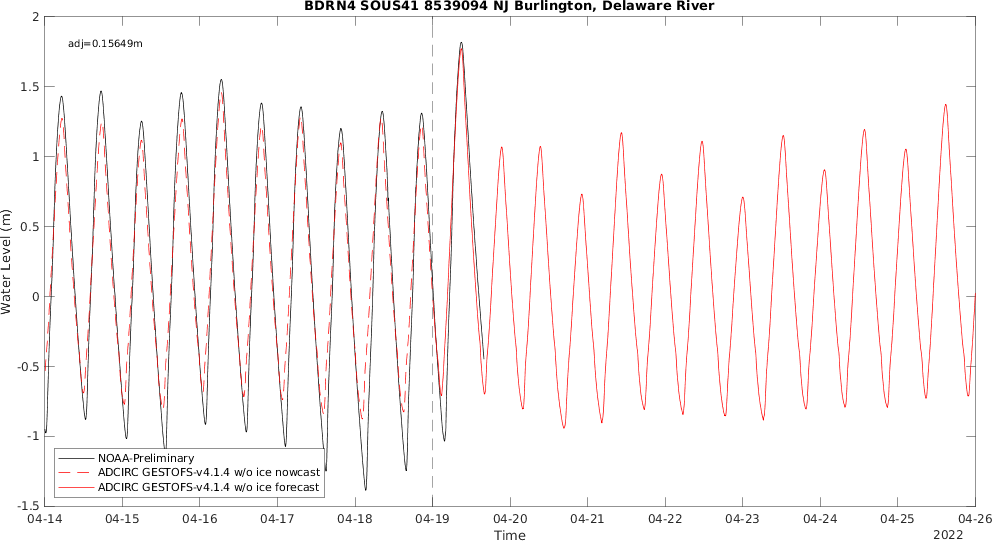 BDRN4 SOUS41 8539094 NJ Burlington, Delaware River
adj=0.15649m
2
1.5
1
0.5
0
-0.5
-1
-1.5
Water Level (m)
NOAA-Preliminary
ADCIRC GESTOFS-v4.1.4 w/o ice nowcast
ADCIRC GESTOFS-v4.1.4 w/o ice forecast
04-14 04-15 04-16 04-17 04-18 04-19 04-20 04-21 04-22 04-23 04-24 04-25 04-26
Time
2022